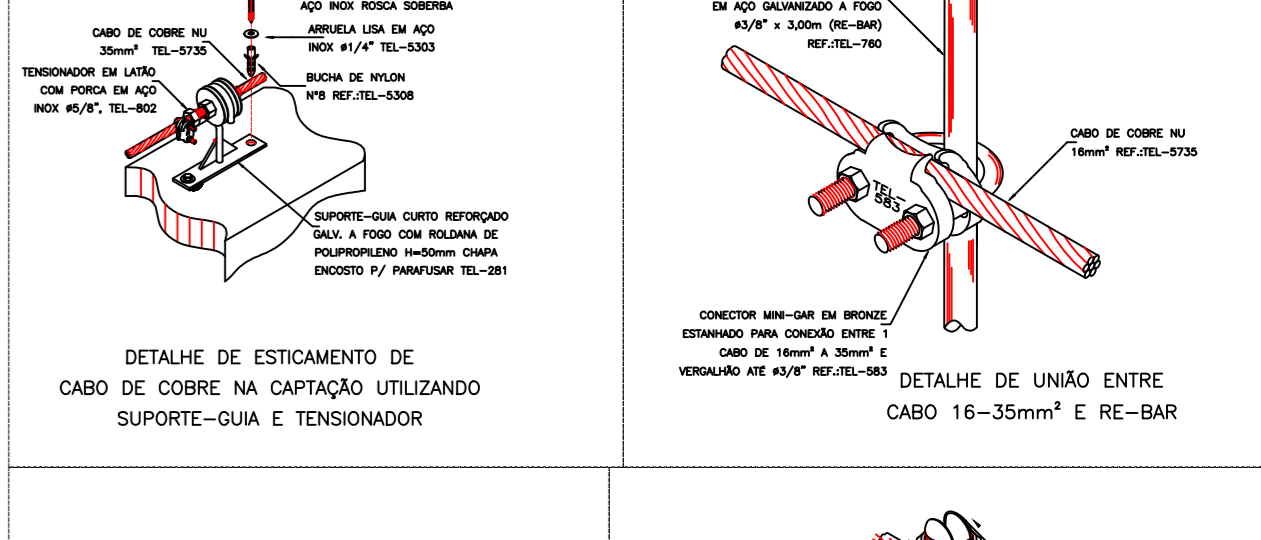 AÇO INOX ROSCA SOBERBA
ARRUELA LISA EM AÇO
INOX ø1/4" TEL-5303
CABO DE COBRE NU
35mm² TEL-5735
TENSIONADOR EM LATÃO
COM PORCA EM AÇO
INOX ø5/8", TEL-802
BUCHA DE NYLON
N°8 REF.:TEL-5308
SUPORTE-GUIA CURTO REFORÇADO
GALV. A FOGO COM ROLDANA DE
POLIPROPILENO H=50mm CHAPA
ENCOSTO P/ PARAFUSAR TEL-281
DETALHE DE ESTICAMENTO DE
CABO DE COBRE NA CAPTAÇÃO UTILIZANDO
SUPORTE-GUIA E TENSIONADOR
EM AÇO GALVANIZADO A FOGO
ø3/8" x 3,00m (RE-BAR)
REF.:TEL-760
CABO DE COBRE NU
16mm² REF.:TEL-5735
TEL-
583
CONECTOR MINI-GAR EM BRONZE
ESTANHADO PARA CONEXÃO ENTRE 1
CABO DE 16mm² A 35mm² E
VERGALHÃO ATÉ ø3/8" REF.:TEL-583
DETALHE DE UNIÃO ENTRE
CABO 16-35mm² E RE-BAR